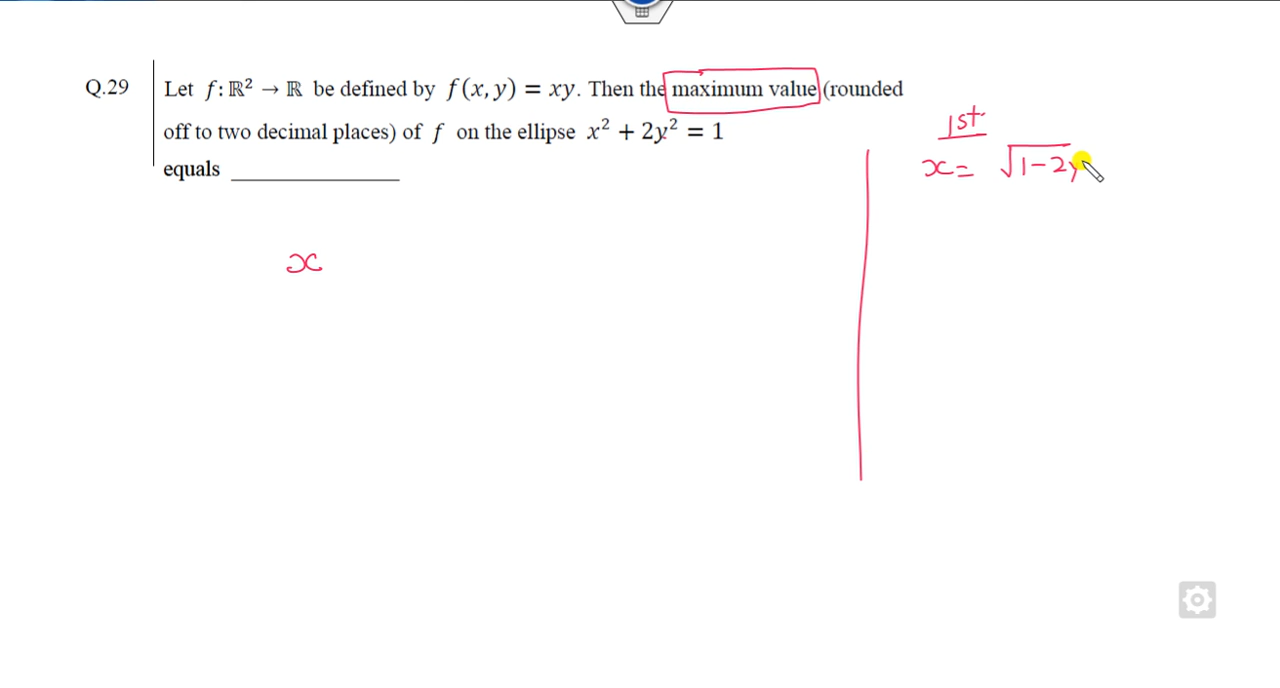 Q.29 Let f: ℝ² → ℝ be defined by f(x, y) = xy. Then the maximum value (rounded
off to two decimal places) of f on the ellipse x² + 2y² = 1
equals ____________
1st
x = √1-2y
x